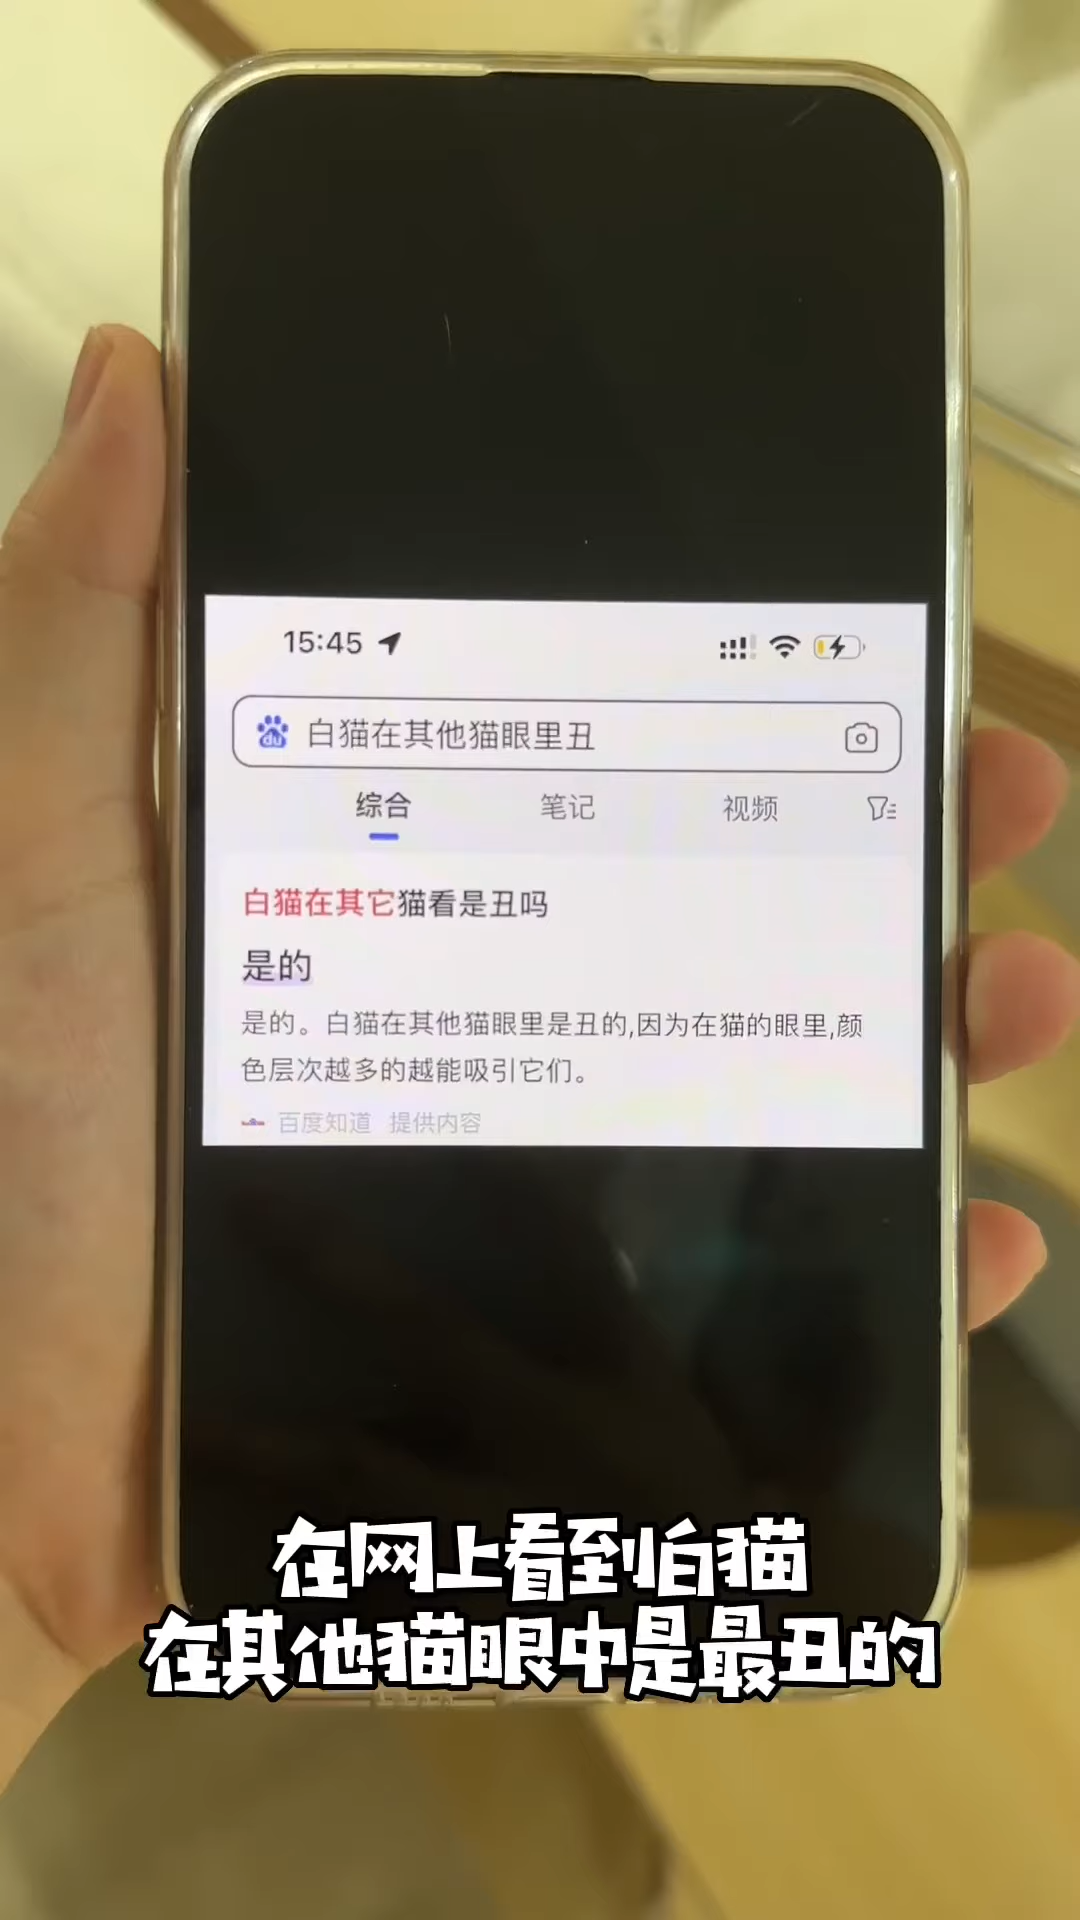 15:45
du 白猫在其他猫眼里丑
综合 笔记 视频
白猫在其它猫看是丑吗
是的
是的。白猫在其他猫眼里是丑的,因为在猫的眼里,颜
色层次越多的越能吸引它们。
百度知道 提供内容
在网上看到白猫
在其他猫眼中是最丑的